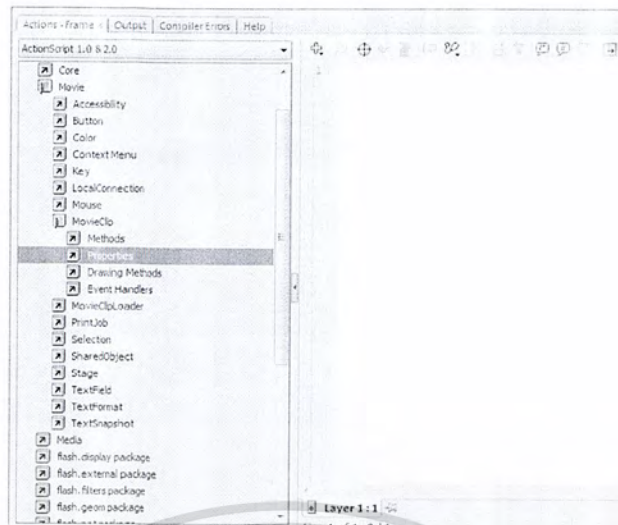 Actions - Frame × Output Compiler Errors Help
ActionScript 1.0 & 2.0
1
Core
Movie
Accessibility
Button
Color
Context Menu
Key
LocalConnection
Mouse
MovieClip
Methods
Properties
Drawing Methods
Event Handlers
MovieClipLoader
PrintJob
Selection
SharedObject
Stage
TextField
TextFormat
TextSnapshot
Media
flash.display package
flash.external package
flash.filters package
flash.geom package
Layer 1 : 1